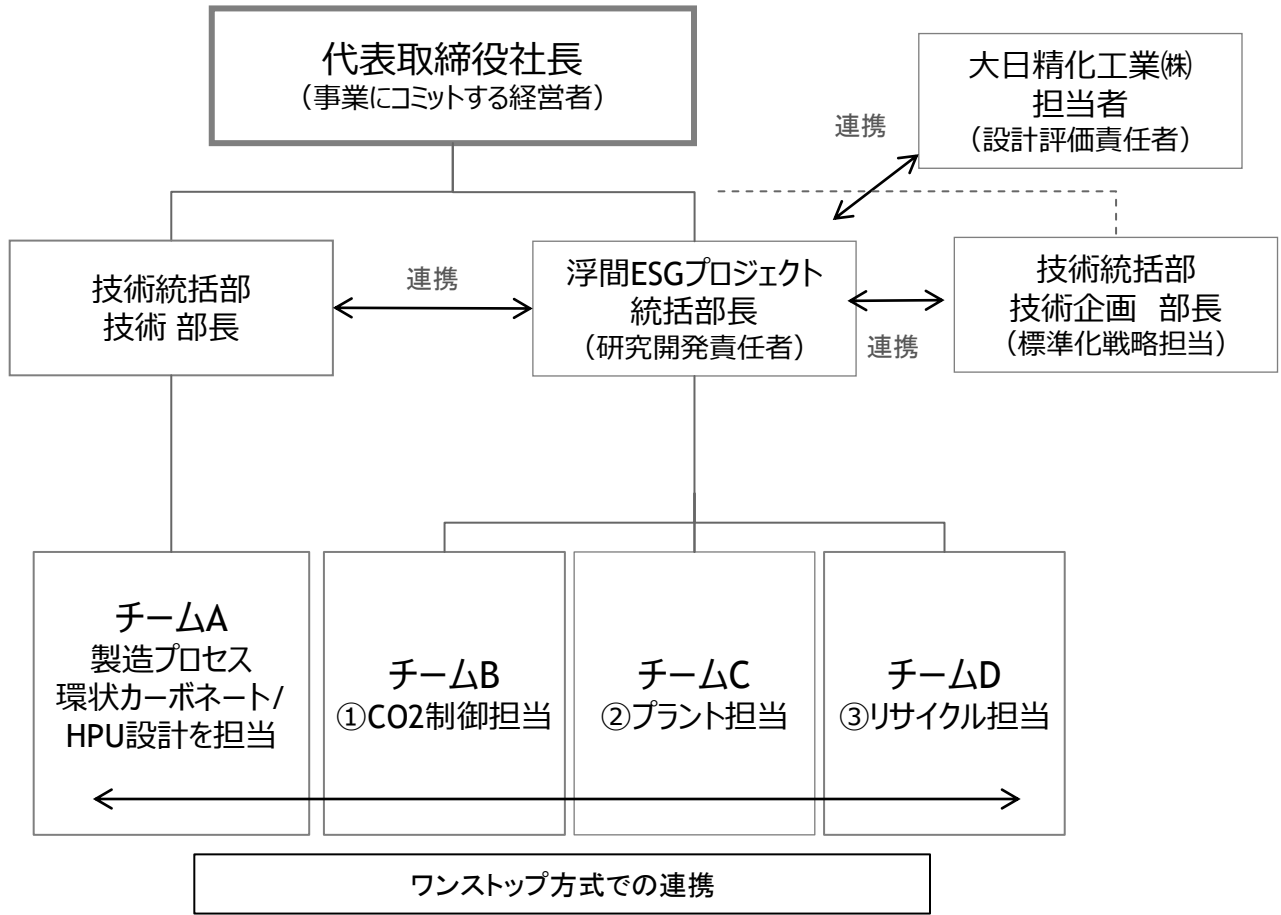 代表取締役社長
（事業にコミットする経営者）
大日精化工業㈱
担当者
（設計評価責任者）
連携
技術統括部
技術 部長
連携
浮間ESGプロジェクト
統括部長
（研究開発責任者）
連携
技術統括部
技術企画　部長
（標準化戦略担当）
チームA
製造プロセス
環状カーボネート/
HPU設計を担当
チームB
①CO2制御担当
チームC
②プラント担当
チームD
③リサイクル担当
ワンストップ方式での連携